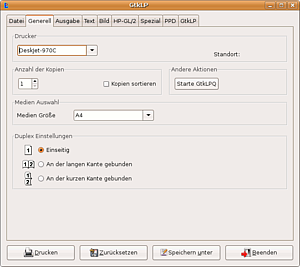 GtkLP
Datei Generell Ausgabe Text Bild HP-GL/2 Spezial PPD GtkLP
Drucker
DeskJet-970C
Standort:
Anzahl der Kopien
Andere Aktionen
1
Kopien sortieren
Starte GtkLPQ
Medien Auswahl
Medien Größe
A4
Duplex Einstellungen
1 Einseitig
1 2 An der langen Kante gebunden
1 2 An der kurzen Kante gebunden
Drucken
Zurücksetzen
Speichern unter
Beenden